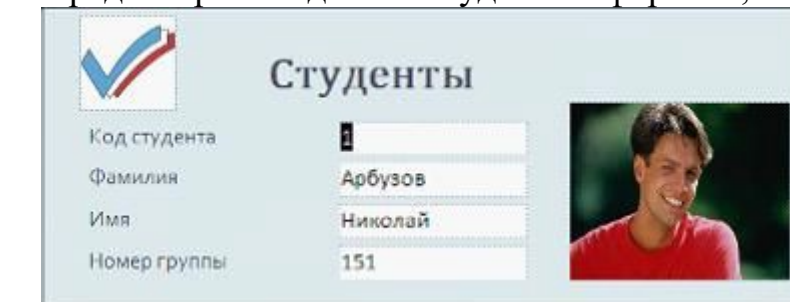 Студенты
Код студента 1
Фамилия Арбузов
Имя Николай
Номер группы 151